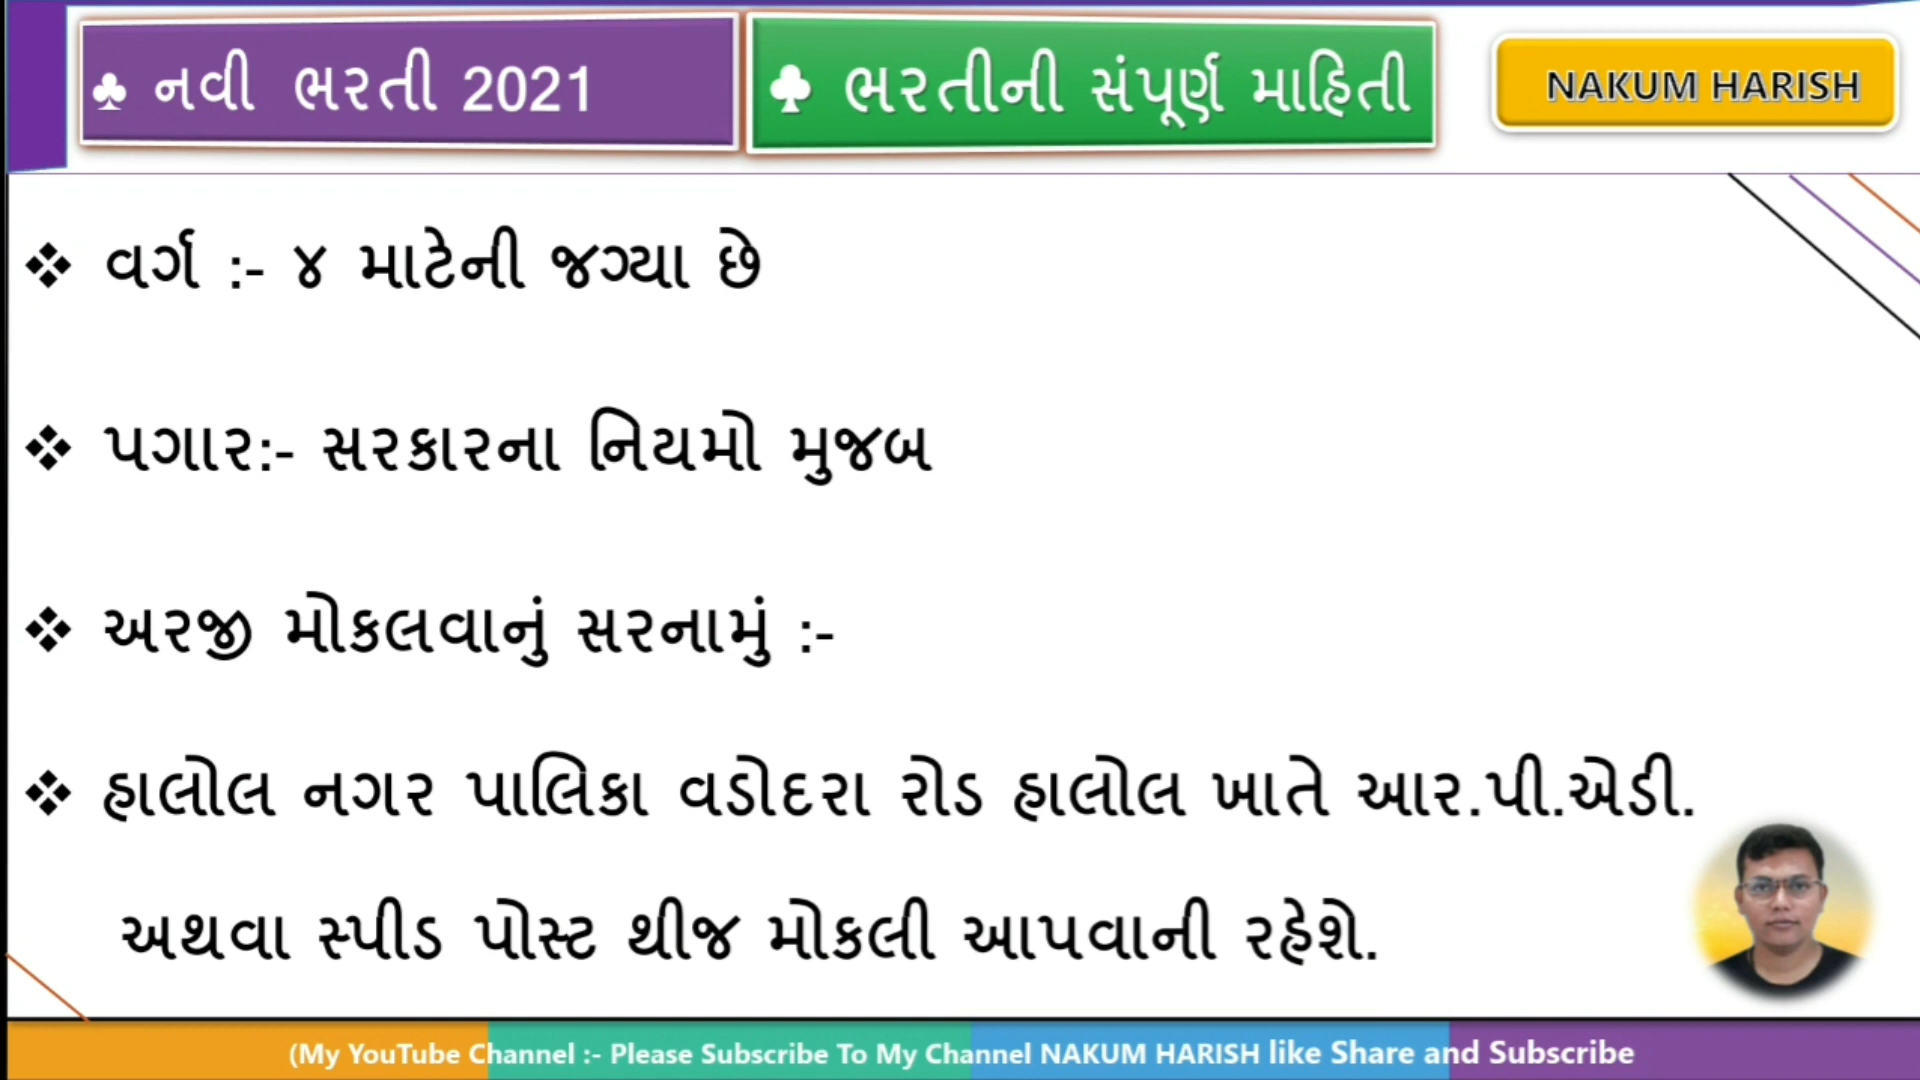 ♣ નવી ભરતી 2021
♣ ભરતીની સંપૂર્ણ માહિતી
NAKUM HARISH
❖ વર્ગ :- ૪ માટેની જગ્યા છે
❖ પગાર:- સરકારના નિયમો મુજબ
❖ અરજી મોકલવાનું સરનામું :-
❖ હાલોલ નગર પાલિકા વડોદરા રોડ હાલોલ ખાતે આર.પી.એડી.
અથવા સ્પીડ પોસ્ટ થીજ મોકલી આપવાની રહેશે.
(My YouTube Channel :- Please Subscribe To My Channel NAKUM HARISH like Share and Subscribe